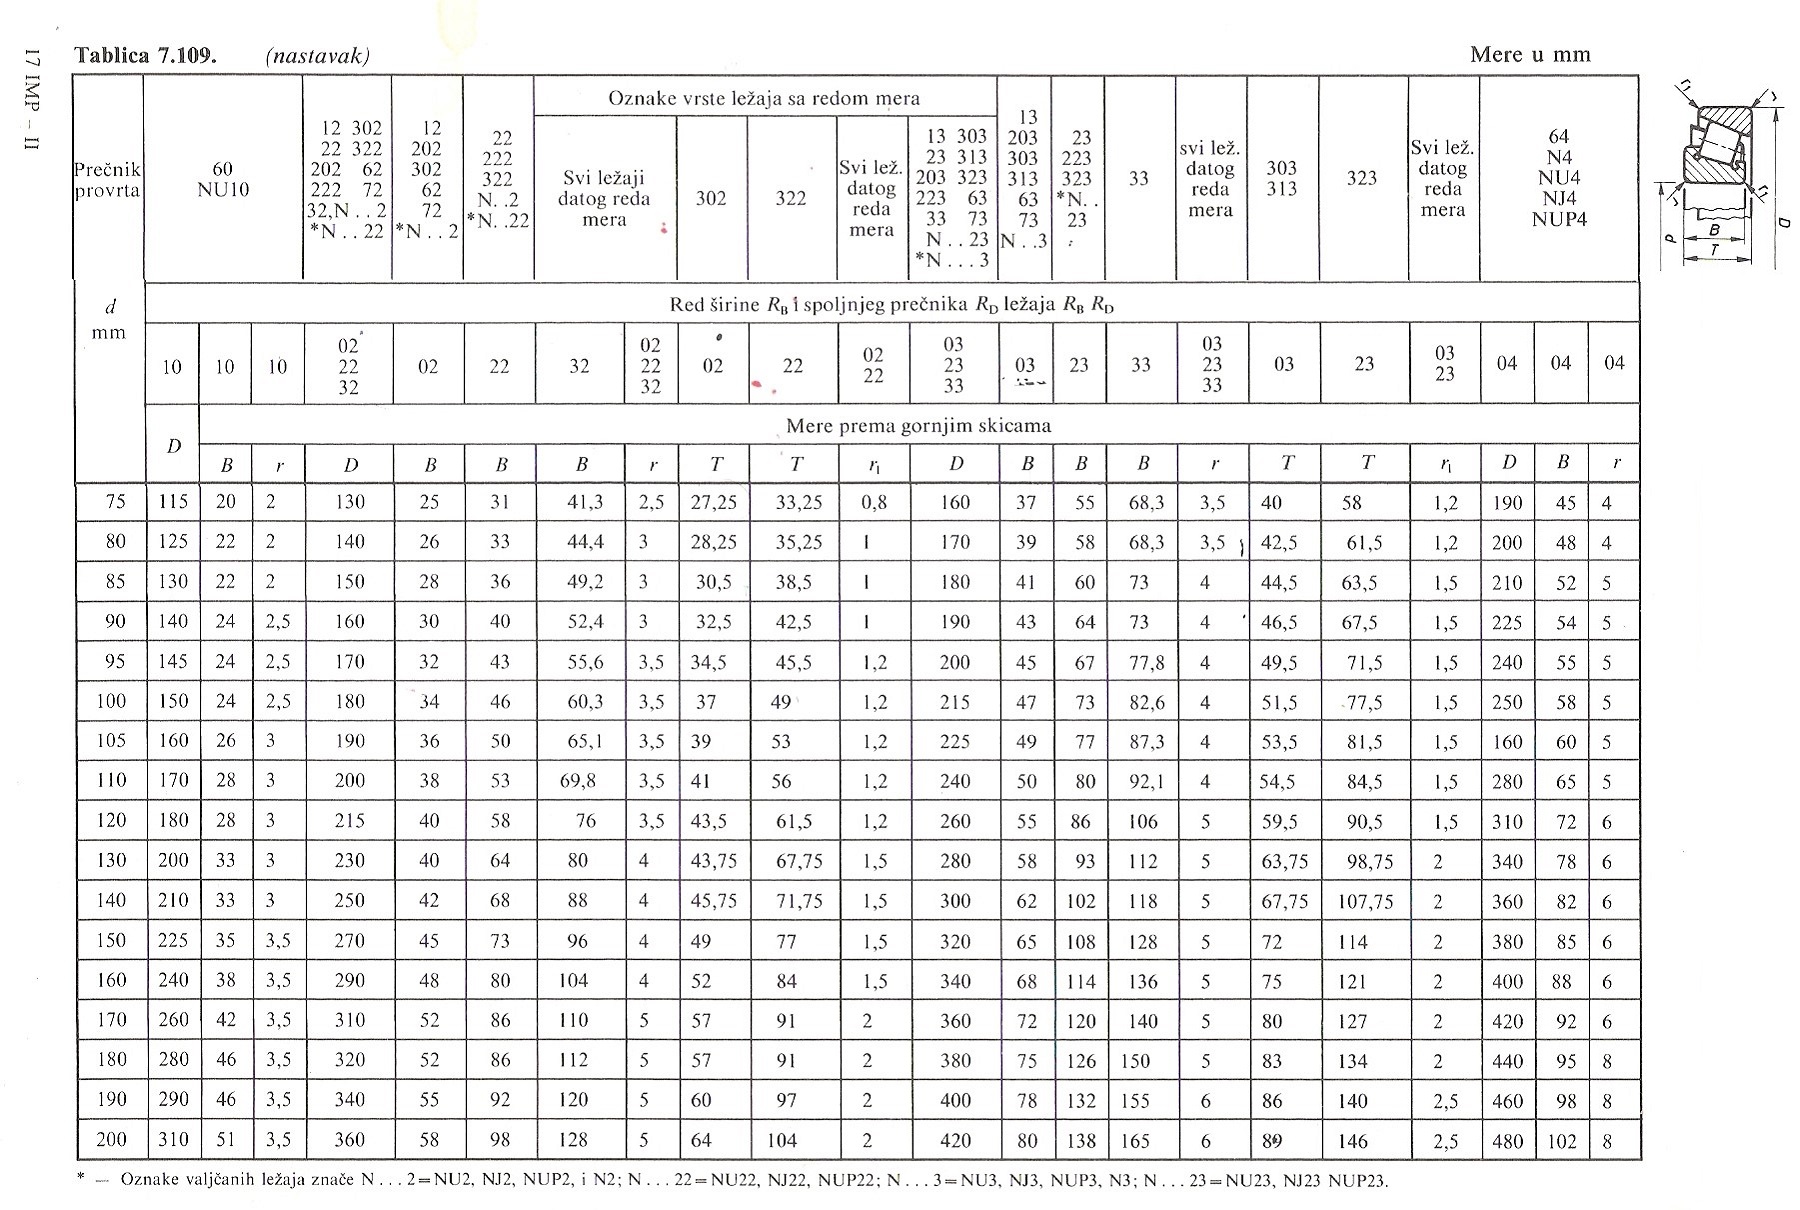 17 IMP – II
Tablica 7.109. (nastavak) Mere u mm
Oznake vrste ležaja sa redom mera
Prečnik provrta
60
NU10
12 302
22 322
202 62
222 72
32,N . . 2
*N . . 22
12
202
302
62
72
*N . . 2
22
222
322
N. .2
*N. .22
Svi ležaji
datog reda
mera
302
322
Svi lež.
datog
reda
mera
13 303
23 313
203 323
223 63
33 73
N . . 23
*N . . . 3
13
203
303
313
63
73
N . . 3
23
223
323
*N. .
23
33
svi lež.
datog
reda
mera
303
313
323
Svi lež.
datog
reda
mera
64
N4
NU4
NJ4
NUP4
r₁ r
r r₁
d B T D
d
mm
Red širine R_B i spoljnjeg prečnika R_D ležaja R_B R_D
10 10 10 02 22 32 02 22 32 02 22 32 02 22 02 22 03 23 33 03 23 33 03 23 33 03 23 03 23 04 04 04
Mere prema gornjim skicama
D B r D B B B r T T r₁ D B B B r T T r₁ D B r
75 115 20 2 130 25 31 41,3 2,5 27,25 33,25 0,8 160 37 55 68,3 3,5 40 58 1,2 190 45 4
80 125 22 2 140 26 33 44,4 3 28,25 35,25 1 170 39 58 68,3 3,5 42,5 61,5 1,2 200 48 4
85 130 22 2 150 28 36 49,2 3 30,5 38,5 1 180 41 60 73 4 44,5 63,5 1,5 210 52 5
90 140 24 2,5 160 30 40 52,4 3 32,5 42,5 1 190 43 64 73 4 46,5 67,5 1,5 225 54 5
95 145 24 2,5 170 32 43 55,6 3,5 34,5 45,5 1,2 200 45 67 77,8 4 49,5 71,5 1,5 240 55 5
100 150 24 2,5 180 34 46 60,3 3,5 37 49 1,2 215 47 73 82,6 4 51,5 77,5 1,5 250 58 5
105 160 26 3 190 36 50 65,1 3,5 39 53 1,2 225 49 77 87,3 4 53,5 81,5 1,5 160 60 5
110 170 28 3 200 38 53 69,8 3,5 41 56 1,2 240 50 80 92,1 4 54,5 84,5 1,5 280 65 5
120 180 28 3 215 40 58 76 3,5 43,5 61,5 1,2 260 55 86 106 5 59,5 90,5 1,5 310 72 6
130 200 33 3 230 40 64 80 4 43,75 67,75 1,5 280 58 93 112 5 63,75 98,75 2 340 78 6
140 210 33 3 250 42 68 88 4 45,75 71,75 1,5 300 62 102 118 5 67,75 107,75 2 360 82 6
150 225 35 3,5 270 45 73 96 4 49 77 1,5 320 65 108 128 5 72 114 2 380 85 6
160 240 38 3,5 290 48 80 104 4 52 84 1,5 340 68 114 136 5 75 121 2 400 88 6
170 260 42 3,5 310 52 86 110 5 57 91 2 360 72 120 140 5 80 127 2 420 92 6
180 280 46 3,5 320 52 86 112 5 57 91 2 380 75 126 150 5 83 134 2 440 95 8
190 290 46 3,5 340 55 92 120 5 60 97 2 400 78 132 155 6 86 140 2,5 460 98 8
200 310 51 3,5 360 58 98 128 5 64 104 2 420 80 138 165 6 89 146 2,5 480 102 8
* — Oznake valjčanih ležaja znače N . . . 2=NU2, NJ2, NUP2, i N2; N . . . 22=NU22, NJ22, NUP22; N . . . 3=NU3, NJ3, NUP3, N3; N . . . 23=NU23, NJ23 NUP23.